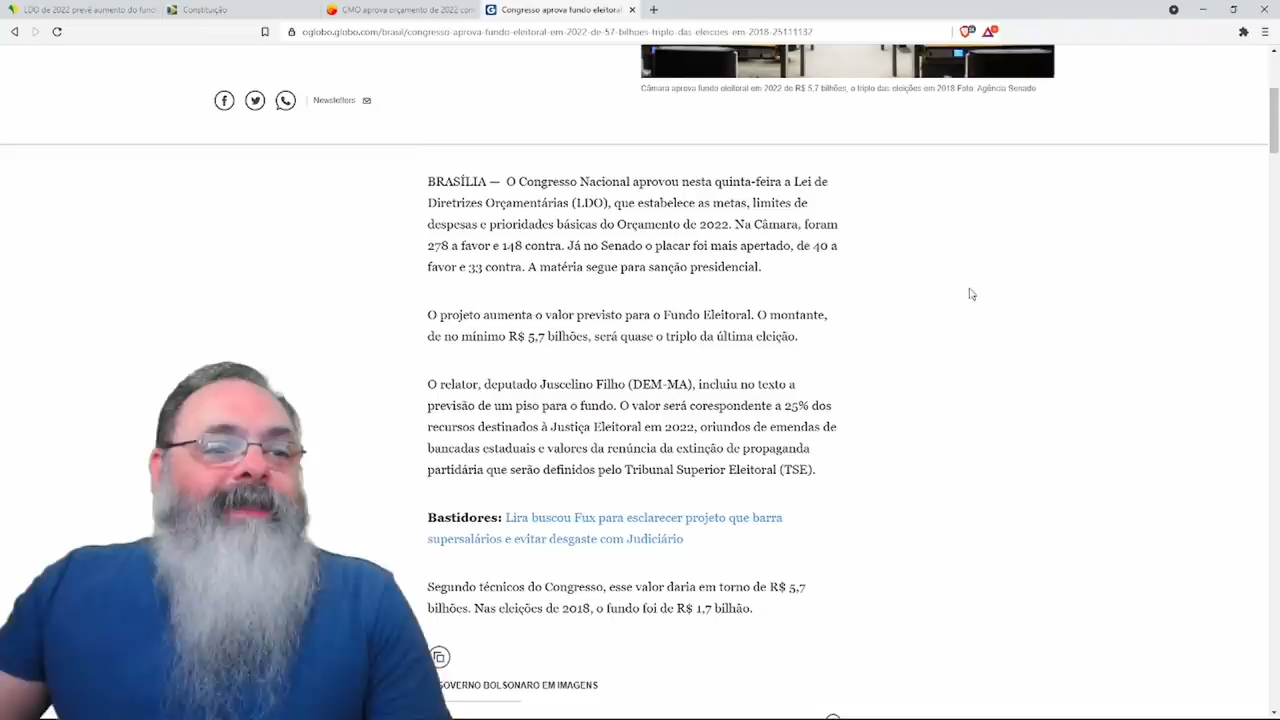 LDO de 2022 prevê aumento do fundo
Constituição
CMO aprova orçamento de 2022 com
Congresso aprova fundo eleitoral
oglobo.globo.com/brasil/congresso-aprova-fundo-eleitoral-em-2022-de-57-bilhoes-triplo-das-eleicoes-em-2018-25111132
Câmara aprova fundo eleitoral em 2022 de R$ 5,7 bilhões, o triplo das eleições em 2018 Foto: Agência Senado
Newsletters
BRASÍLIA — O Congresso Nacional aprovou nesta quinta-feira a Lei de
Diretrizes Orçamentárias (LDO), que estabelece as metas, limites de
despesas e prioridades básicas do Orçamento de 2022. Na Câmara, foram
278 a favor e 148 contra. Já no Senado o placar foi mais apertado, de 40 a
favor e 33 contra. A matéria segue para sanção presidencial.
O projeto aumenta o valor previsto para o Fundo Eleitoral. O montante,
de no mínimo R$ 5,7 bilhões, será quase o triplo da última eleição.
O relator, deputado Juscelino Filho (DEM-MA), incluiu no texto a
previsão de um piso para o fundo. O valor será corespondente a 25% dos
recursos destinados à Justiça Eleitoral em 2022, oriundos de emendas de
bancadas estaduais e valores da renúncia da extinção de propaganda
partidária que serão definidos pelo Tribunal Superior Eleitoral (TSE).
Bastidores: Lira buscou Fux para esclarecer projeto que barra
supersalários e evitar desgaste com Judiciário
Segundo técnicos do Congresso, esse valor daria em torno de R$ 5,7
bilhões. Nas eleições de 2018, o fundo foi de R$ 1,7 bilhão.
GOVERNO BOLSONARO EM IMAGENS